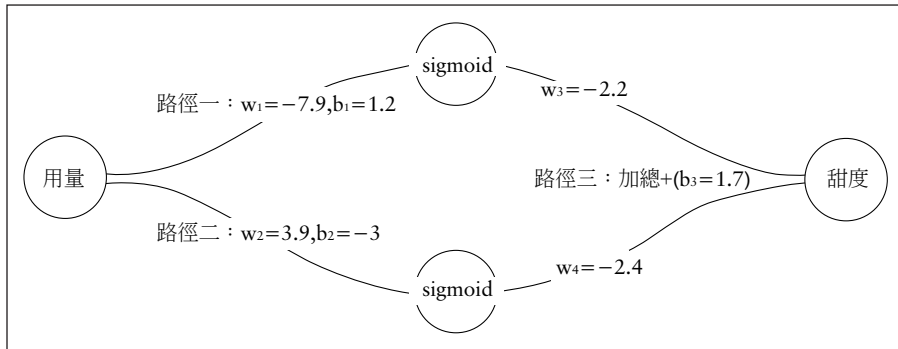 sigmoid
路徑一：w₁=−7.9,b₁=1.2
w₃=−2.2
用量
路徑三：加總+(b₃=1.7)
甜度
路徑二：w₂=3.9,b₂=−3
w₄=−2.4
sigmoid